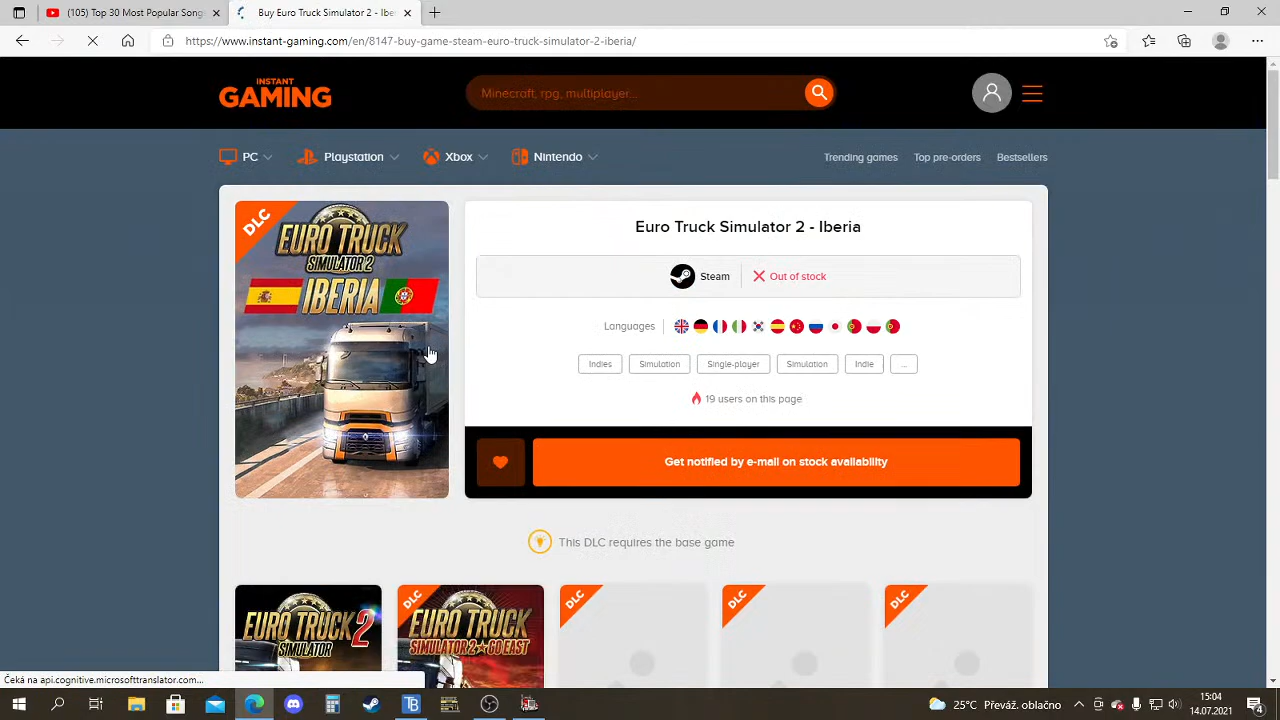 (105) Top 30 Most Popular Song
Buy Euro Truck Simulator 2 - Iber
https://www.instant-gaming.com/en/8147-buy-game-steam-euro-truck-simulator-2-iberia/
INSTANT
GAMING
Minecraft, rpg, multiplayer...
PC
Playstation
Xbox
Nintendo
Trending games
Top pre-orders
Bestsellers
DLC
EURO TRUCK
SIMULATOR 2
IBERIA
Euro Truck Simulator 2 - Iberia
Steam
Out of stock
Languages
Indies
Simulation
Single-player
Simulation
Indie
...
19 users on this page
Get notified by e-mail on stock availability
This DLC requires the base game
EURO TRUCK 2
SIMULATOR
DLC
EURO TRUCK
SIMULATOR 2 ★ GO EAST
DLC
DLC
DLC
Čeká na api.cognitive.microsofttranslator.com...
TB
25°C Převážně...
15:04
14.07.2021
4